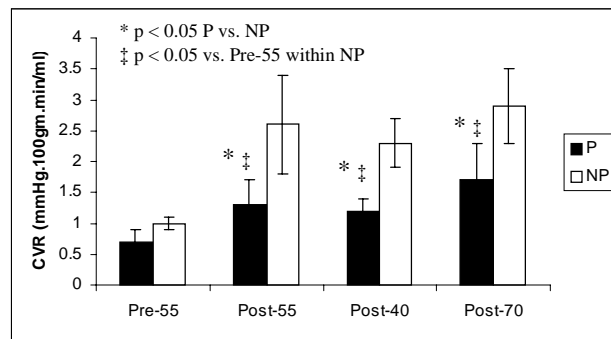 * p < 0.05 P vs. NP
‡ p < 0.05 vs. Pre-55 within NP
CVR (mmHg.100gm.min/ml)
4
3.5
3
2.5
2
1.5
1
0.5
0
* ‡
* ‡
* ‡
P
NP
Pre-55
Post-55
Post-40
Post-70